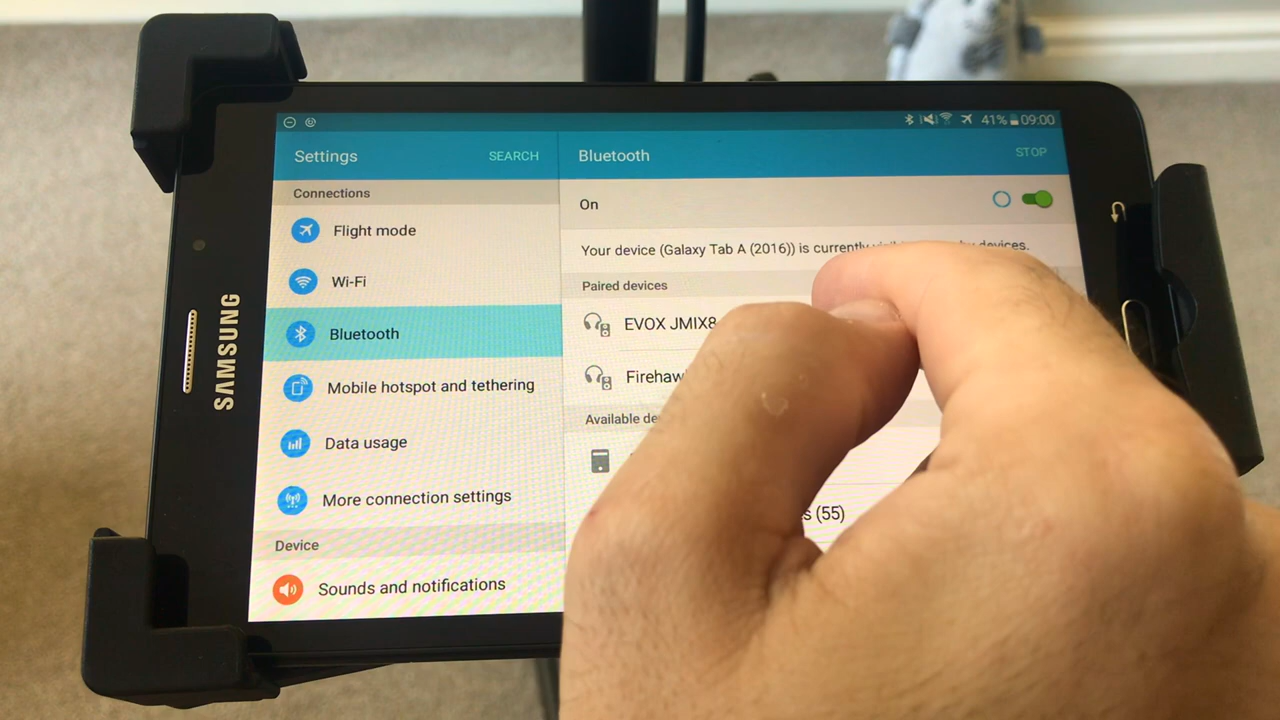 41% 09:00
Settings
SEARCH
Bluetooth
STOP
Connections
On
Flight mode
Your device (Galaxy Tab A (2016)) is currently devices.
Wi-Fi
Paired devices
Bluetooth
EVOX JMIX8
Mobile hotspot and tethering
Data usage
Available
More connection settings
(55)
Device
Sounds and notifications
SAMSUNG